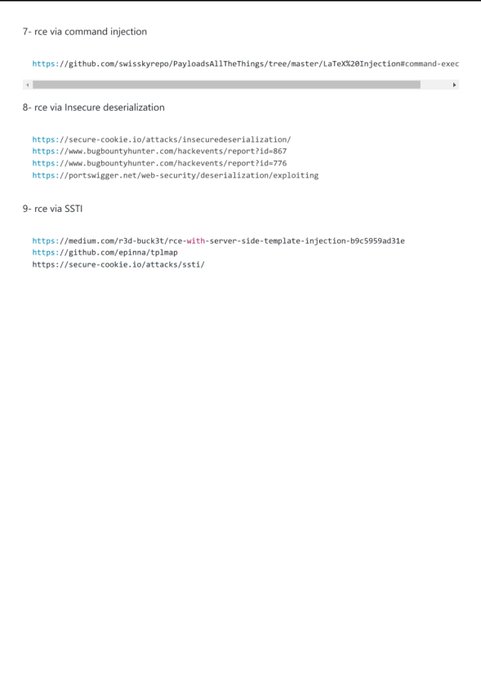 7- rce via command injection
https://github.com/swisskyrepo/PayloadsAllTheThings/tree/master/LaTeX%20Injection#command-exec
8- rce via Insecure deserialization
https://secure-cookie.io/attacks/insecuredeserialization/
https://www.bugbountyhunter.com/hackevents/report?id=867
https://www.bugbountyhunter.com/hackevents/report?id=776
https://portswigger.net/web-security/deserialization/exploiting
9- rce via SSTI
https://medium.com/r3d-buck3t/rce-with-server-side-template-injection-b9c5959ad31e
https://github.com/epinna/tplmap
https://secure-cookie.io/attacks/ssti/